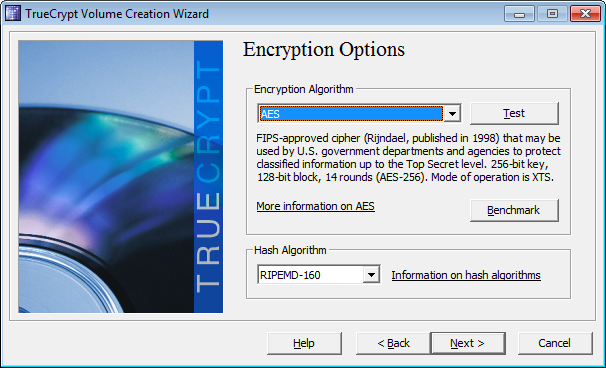 TrueCrypt Volume Creation Wizard
TRUECRYPT
Encryption Options
Encryption Algorithm
AES
Test
FIPS-approved cipher (Rijndael, published in 1998) that may be
used by U.S. government departments and agencies to protect
classified information up to the Top Secret level. 256-bit key,
128-bit block, 14 rounds (AES-256). Mode of operation is XTS.
More information on AES
Benchmark
Hash Algorithm
RIPEMD-160
Information on hash algorithms
Help
< Back
Next >
Cancel